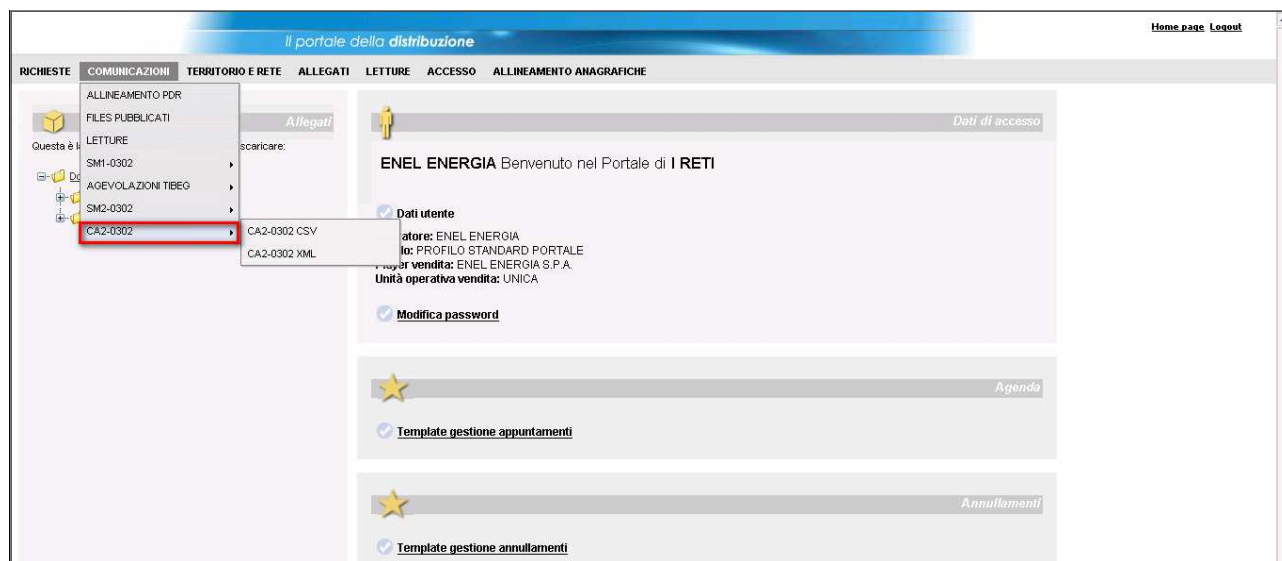 Il portale della distribuzione
Home page Logout
RICHIESTE COMUNICAZIONI TERRITORIO E RETE ALLEGATI LETTURE ACCESSO ALLINEAMENTO ANAGRAFICHE
ALLINEAMENTO PDR
FILES PUBBLICATI
LETTURE
SM1-0302
AGEVOLAZIONI TIBEG
SM2-0302
CA2-0302
CA2-0302 CSV
CA2-0302 XML
Allegati
Questa è scaricare:
Dati di accesso
ENEL ENERGIA Benvenuto nel Portale di I RETI
Dati utente
ENEL ENERGIA
PROFILO STANDARD PORTALE
vendita: ENEL ENERGIA S.P.A.
Unità operativa vendita: UNICA
Modifica password
Agenda
Template gestione appuntamenti
Annullamenti
Template gestione annullamenti